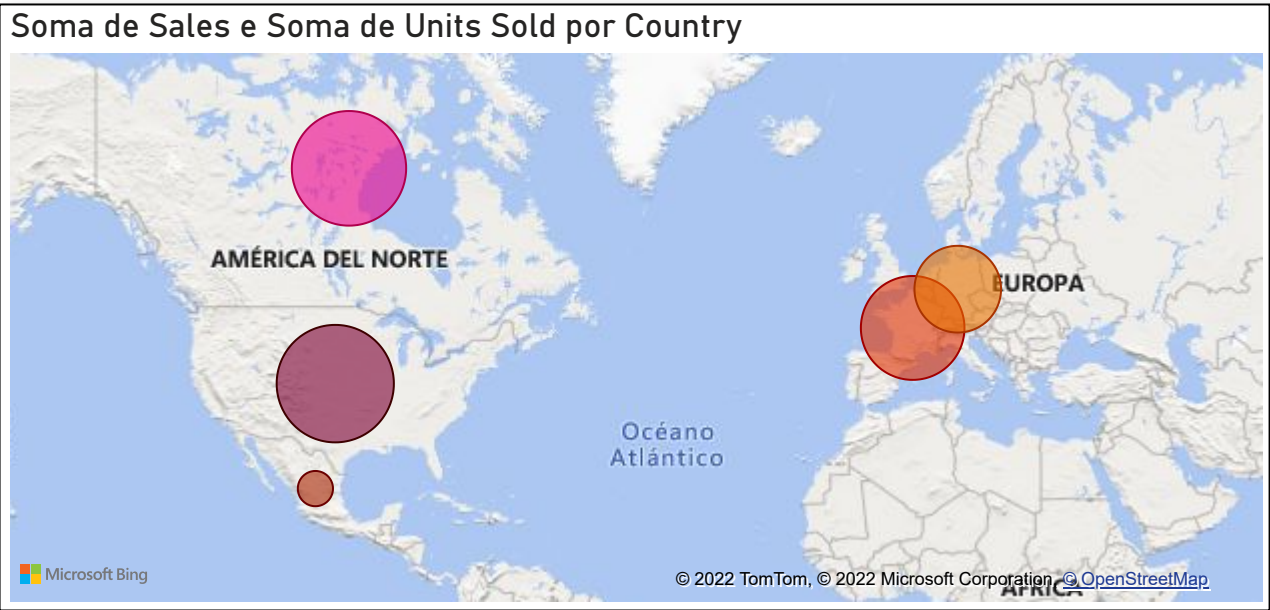 Soma de Sales e Soma de Units Sold por Country
AMÉRICA DEL NORTE
EUROPA
Océano
Atlántico
Microsoft Bing
© 2022 TomTom, © 2022 Microsoft Corporation, © OpenStreetMap
ÁFRICA